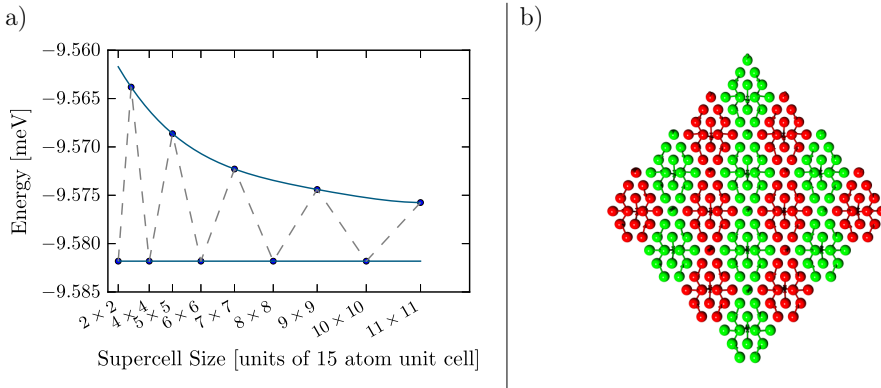 a)
b)
−9.560
−9.565
−9.570
−9.575
−9.580
−9.585
Energy [meV]
2 × 2
4 × 4
5 × 5
6 × 6
7 × 7
8 × 8
9 × 9
10 × 10
11 × 11
Supercell Size [units of 15 atom unit cell]